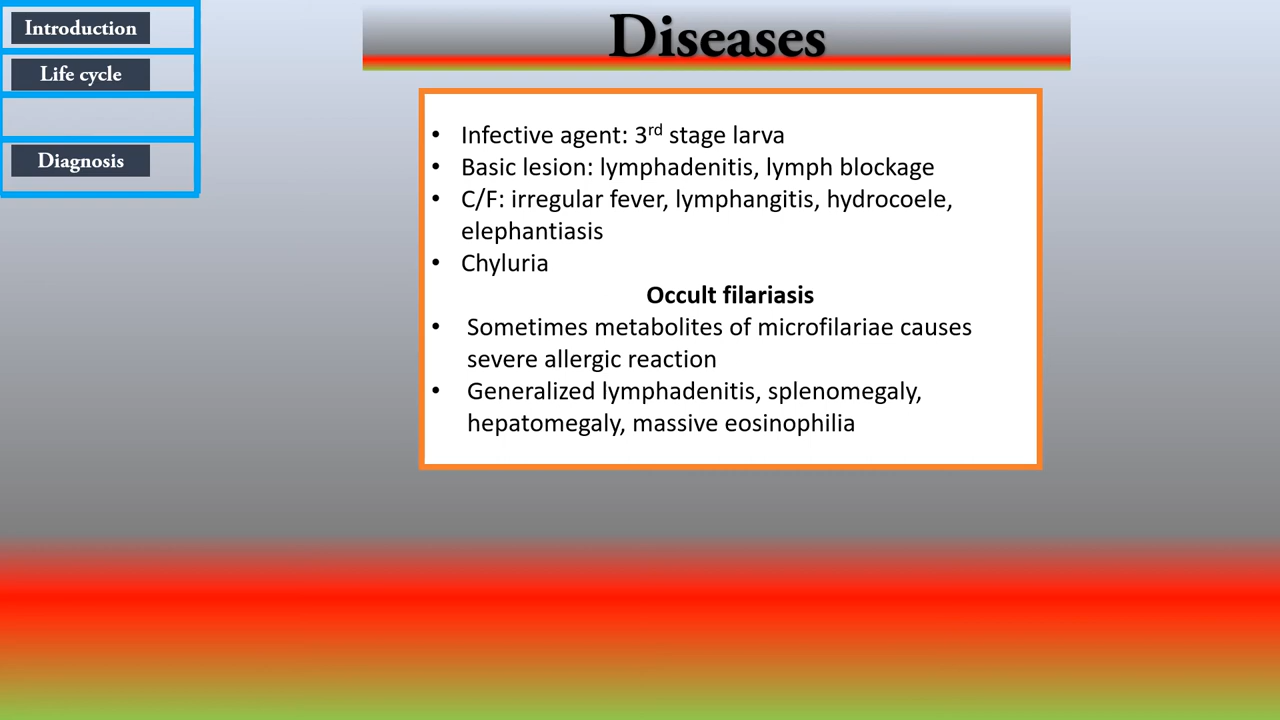 Introduction
Life cycle
Diagnosis
Diseases
• Infective agent: 3rd stage larva
• Basic lesion: lymphadenitis, lymph blockage
• C/F: irregular fever, lymphangitis, hydrocoele,
elephantiasis
• Chyluria
Occult filariasis
• Sometimes metabolites of microfilariae causes
severe allergic reaction
• Generalized lymphadenitis, splenomegaly,
hepatomegaly, massive eosinophilia